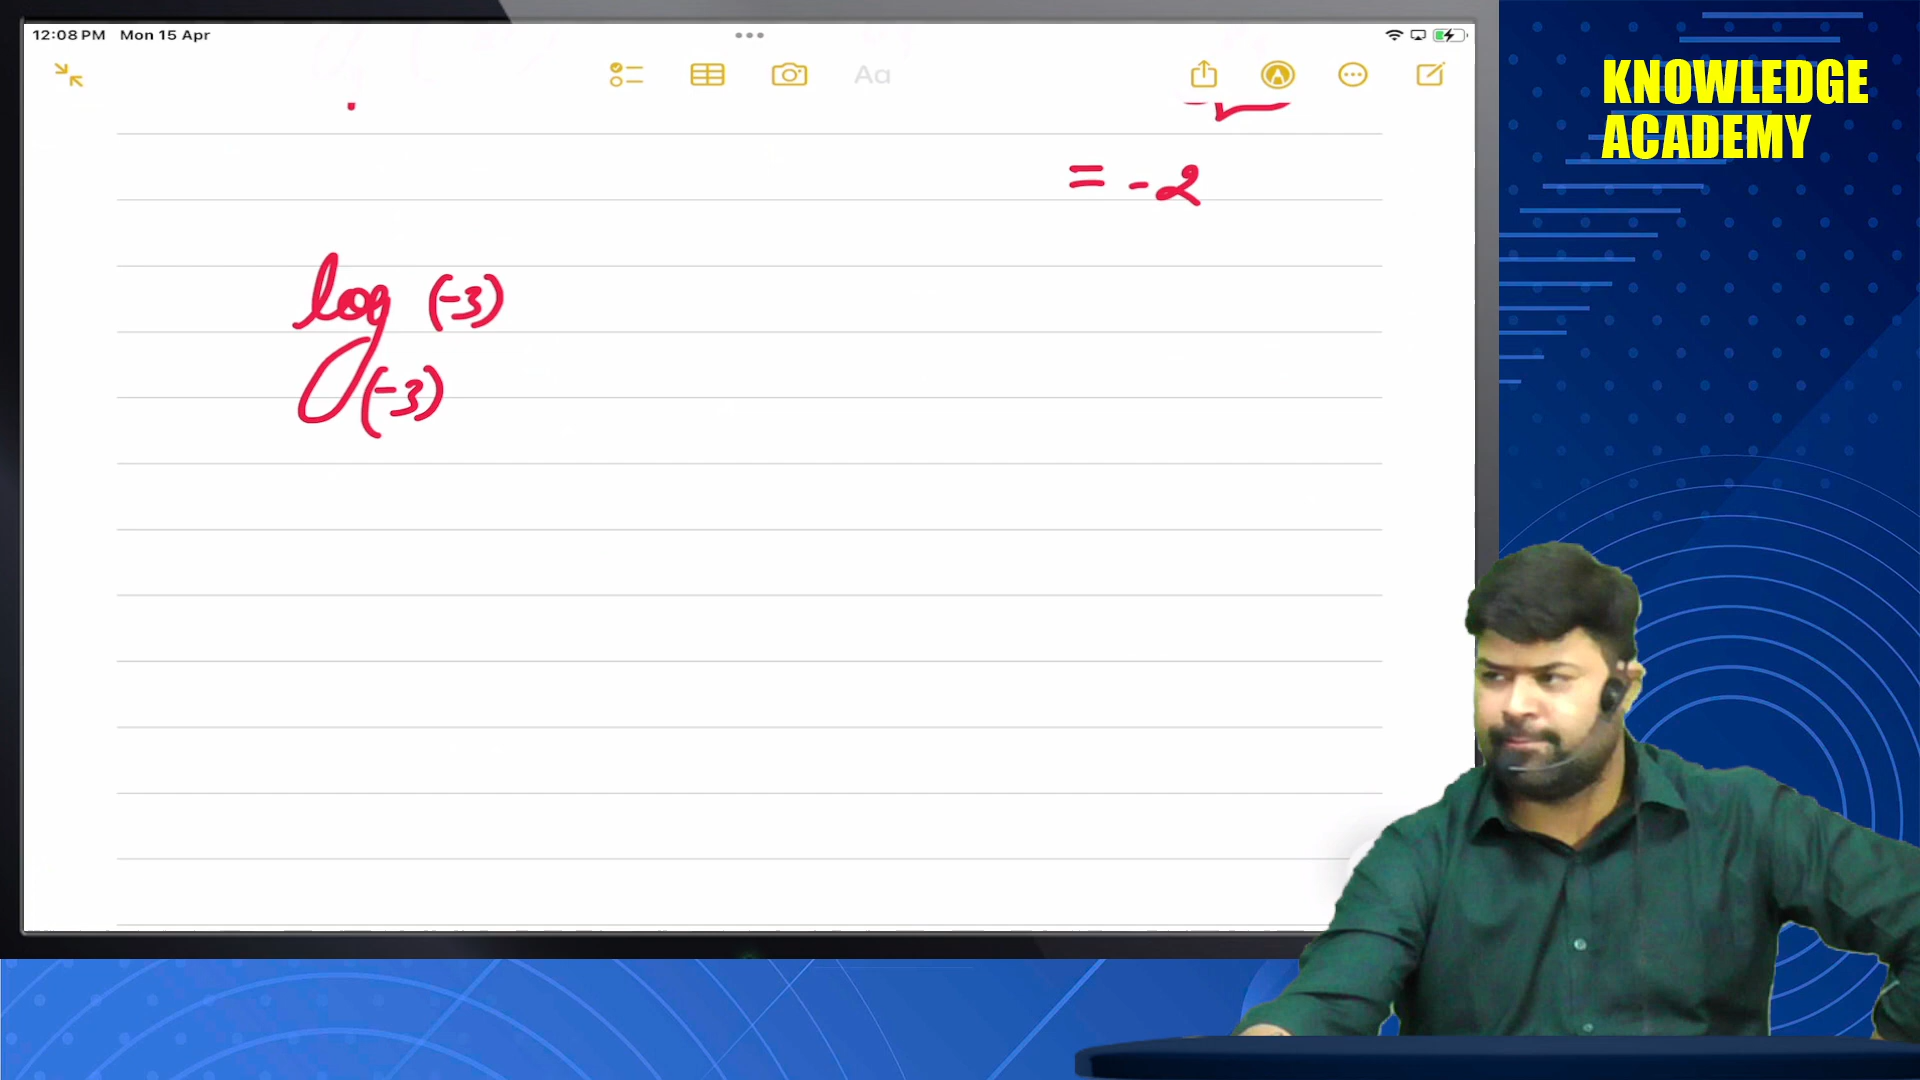 12:08 PM Mon 15 Apr
Aa
KNOWLEDGE
ACADEMY
= -2
log (-3)
(-3)